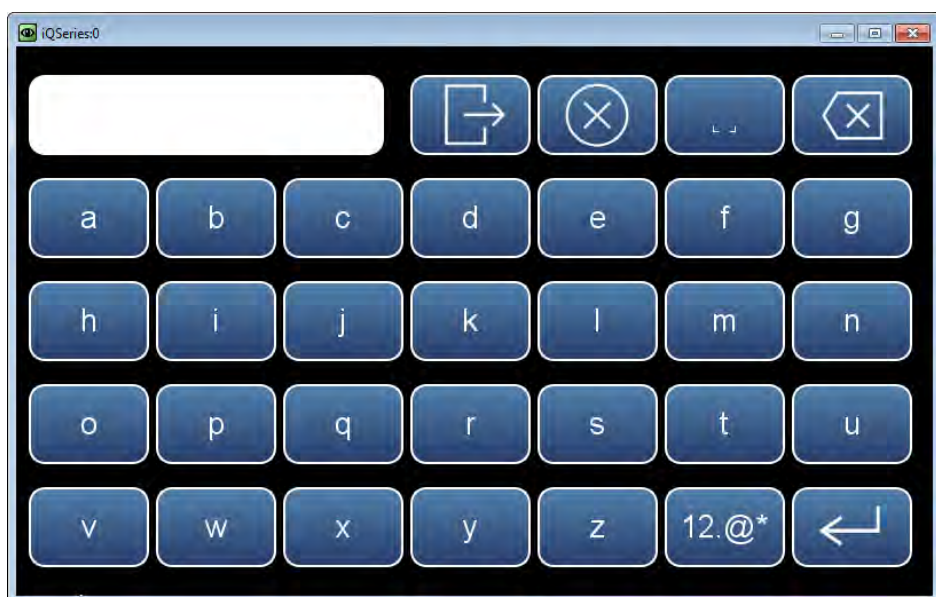 iQSeries:0
a b c d e f g
h i j k l m n
o p q r s t u
v w x y z 12.@*